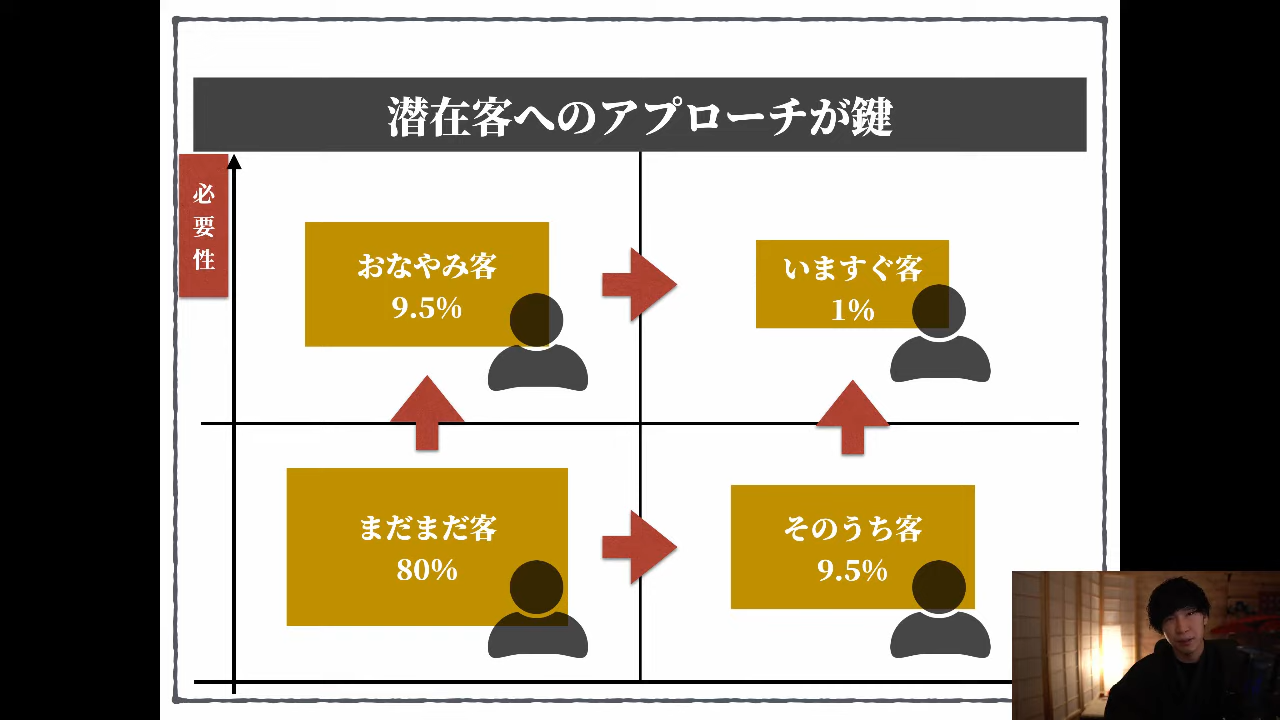 潜在客へのアプローチが鍵
必要性
おなやみ客
9.5%
いますぐ客
1%
まだまだ客
80%
そのうち客
9.5%